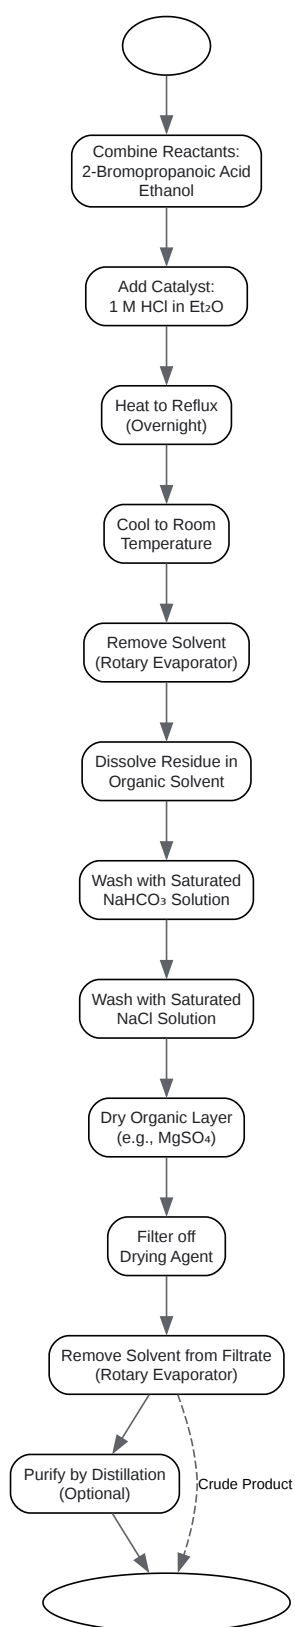 Combine Reactants:
2-Bromopropanoic Acid
Ethanol
Add Catalyst:
1 M HCl in Et₂O
Heat to Reflux
(Overnight)
Cool to Room
Temperature
Remove Solvent
(Rotary Evaporator)
Dissolve Residue in
Organic Solvent
Wash with Saturated
NaHCO₃ Solution
Wash with Saturated
NaCl Solution
Dry Organic Layer
(e.g., MgSO₄)
Filter off
Drying Agent
Remove Solvent from Filtrate
(Rotary Evaporator)
Purify by Distillation
(Optional)
Crude Product